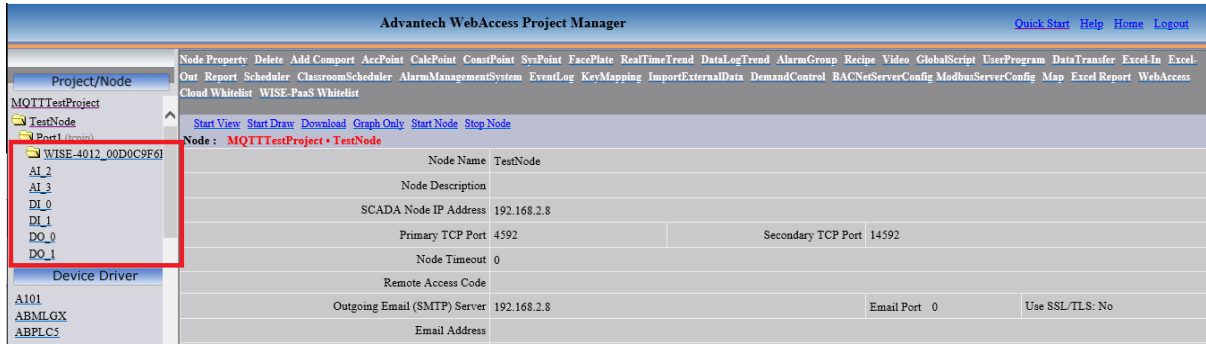 Advantech WebAccess Project Manager
Quick Start Help Home Logout
Project/Node
MQTTTestProject
TestNode
Port1 (tcpip)
WISE-4012_00D0C9F6
AI_2
AI_3
DI_0
DI_1
DO_0
DO_1
Device Driver
A101
ABMLGX
ABPLC5
Node Property Delete Add Comport AccPoint CalcPoint ConstPoint SysPoint FacePlate RealTimeTrend DataLogTrend AlarmGroup Recipe Video GlobalScript UserProgram DataTransfer Excel-In Excel-
Out Report Scheduler ClassroomScheduler AlarmManagementSystem EventLog KeyMapping ImportExternalData DemandControl BACNetServerConfig ModbusServerConfig Map Excel Report WebAccess
Cloud Whitelist WISE-PaaS Whitelist
Start View Start Draw Download Graph Only Start Node Stop Node
Node : MQTTTestProject • TestNode
Node Name TestNode
Node Description
SCADA Node IP Address 192.168.2.8
Primary TCP Port 4592 Secondary TCP Port 14592
Node Timeout 0
Remote Access Code
Outgoing Email (SMTP) Server 192.168.2.8 Email Port 0 Use SSL/TLS: No
Email Address